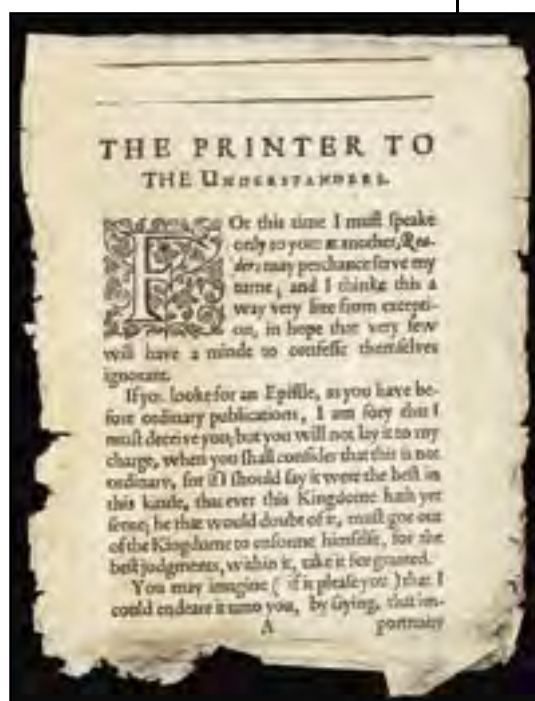 THE PRINTER TO
THE UNDERSTANDERS.
FOr this time I muſt ſpeake
only to you: at another, Rea-
der, may perchance ſerve my
turne; and I thinke this a
way very free from excepti-
on, in hope that very few
will have a minde to confeſſe themſelves
ignorant.
If you looke for an Epiſtle, as you have be-
fore ordinary publications, I am ſory that I
muſt deceive you; but you will not lay it to my
charge, when you ſhall conſider that this is not
ordinary, for if I ſhould ſay it were the beſt in
this kinde, that ever this Kingdome hath yet
ſeene; he that would doubt of it, muſt goe out
of the Kingdome to enforme himſelfe, for the
beſt judgments, within it, take it for granted.
You may imagine ( if it pleaſe you ) that I
could endeare it unto you, by ſaying, that im-
A portunity